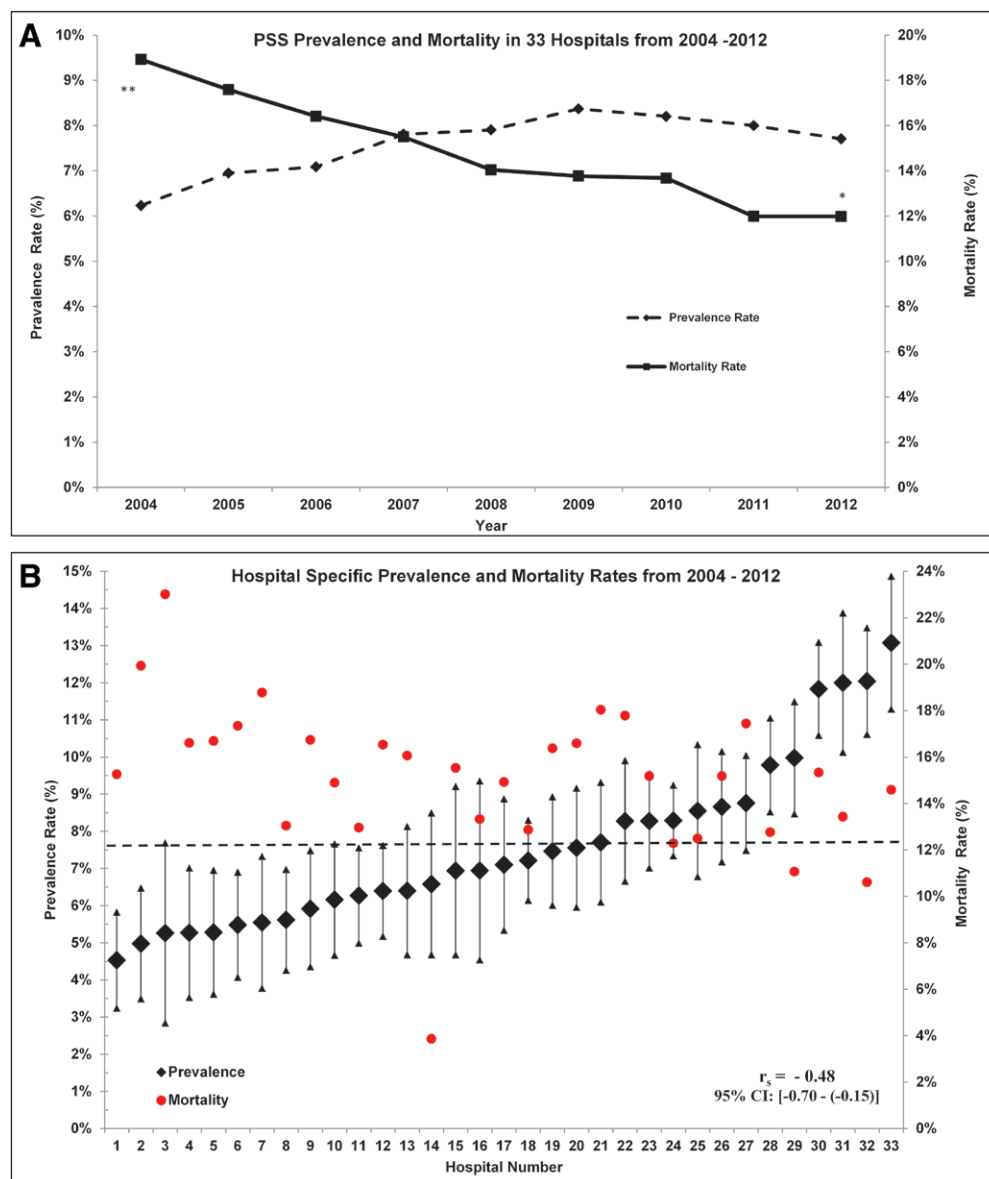 A
PSS Prevalence and Mortality in 33 Hospitals from 2004 -2012
10%
9%
8%
7%
6%
5%
4%
3%
2%
1%
0%
Pravalence Rate (%)
20%
18%
16%
14%
12%
10%
8%
6%
4%
2%
0%
Mortality Rate (%)
**
*
Prevalence Rate
Mortality Rate
2004 2005 2006 2007 2008 2009 2010 2011 2012
Year
B
Hospital Specific Prevalence and Mortality Rates from 2004 - 2012
15%
14%
13%
12%
11%
10%
9%
8%
7%
6%
5%
4%
3%
2%
1%
0%
Prevalence Rate (%)
24%
22%
20%
18%
16%
14%
12%
10%
8%
6%
4%
2%
0%
Mortality Rate (%)
Prevalence
Mortality
rs = - 0.48
95% CI: [-0.70 - (-0.15)]
1 2 3 4 5 6 7 8 9 10 11 12 13 14 15 16 17 18 19 20 21 22 23 24 25 26 27 28 29 30 31 32 33
Hospital Number